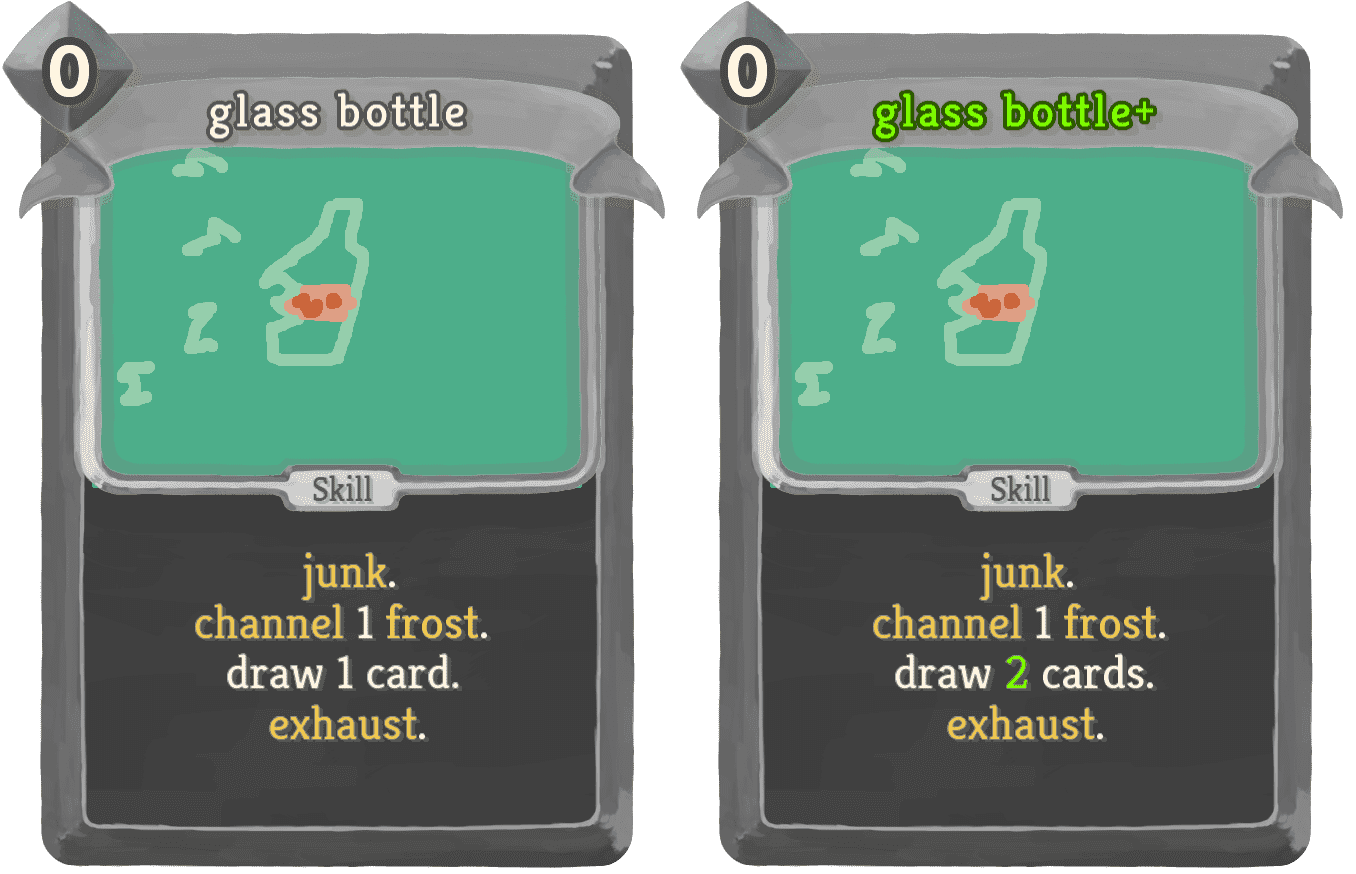 0
glass bottle
Skill
junk.
channel 1 frost.
draw 1 card.
exhaust.
0
glass bottle+
Skill
junk.
channel 1 frost.
draw 2 cards.
exhaust.